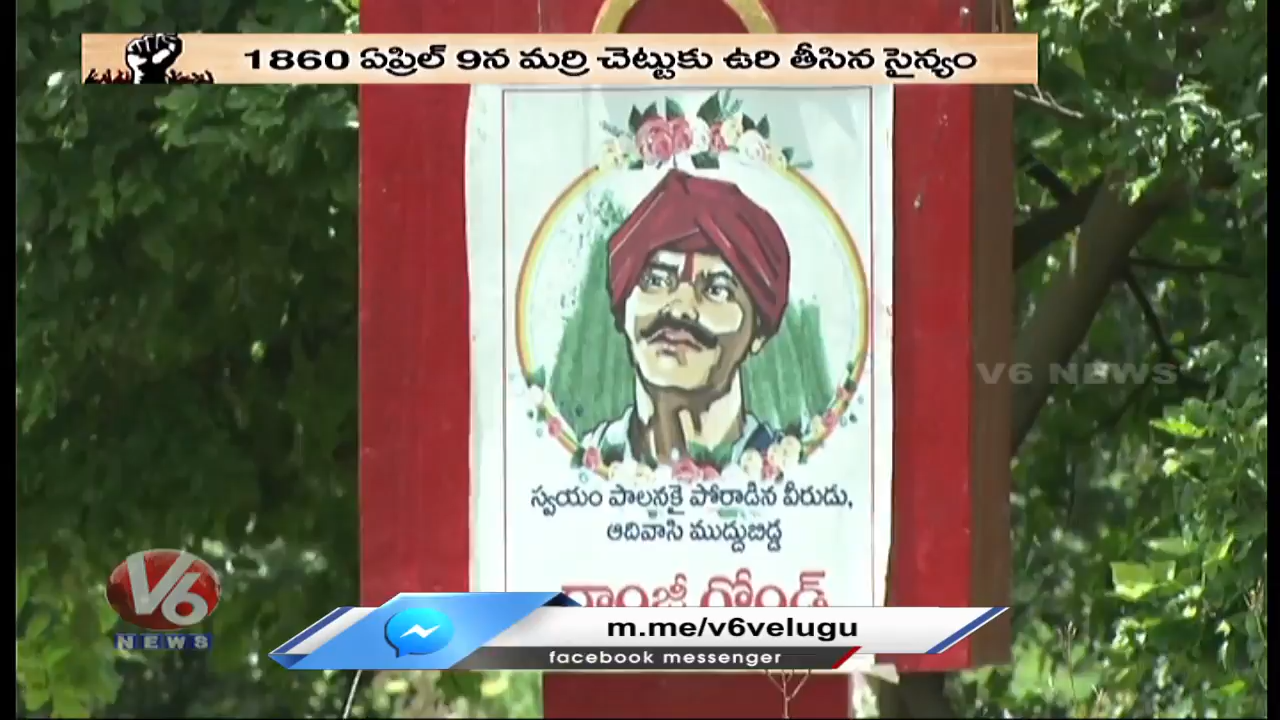 1860 ఏప్రిల్ 9న మర్రి చెట్టుకు ఉరి తీసిన సైన్యం
V6 NEWS
స్వయం పాలనకై పోరాడిన వీరుడు,
ఆదివాసి ముద్దుబిడ్డ
రాంజీ గోండ్
V6
NEWS
m.me/v6velugu
facebook messenger